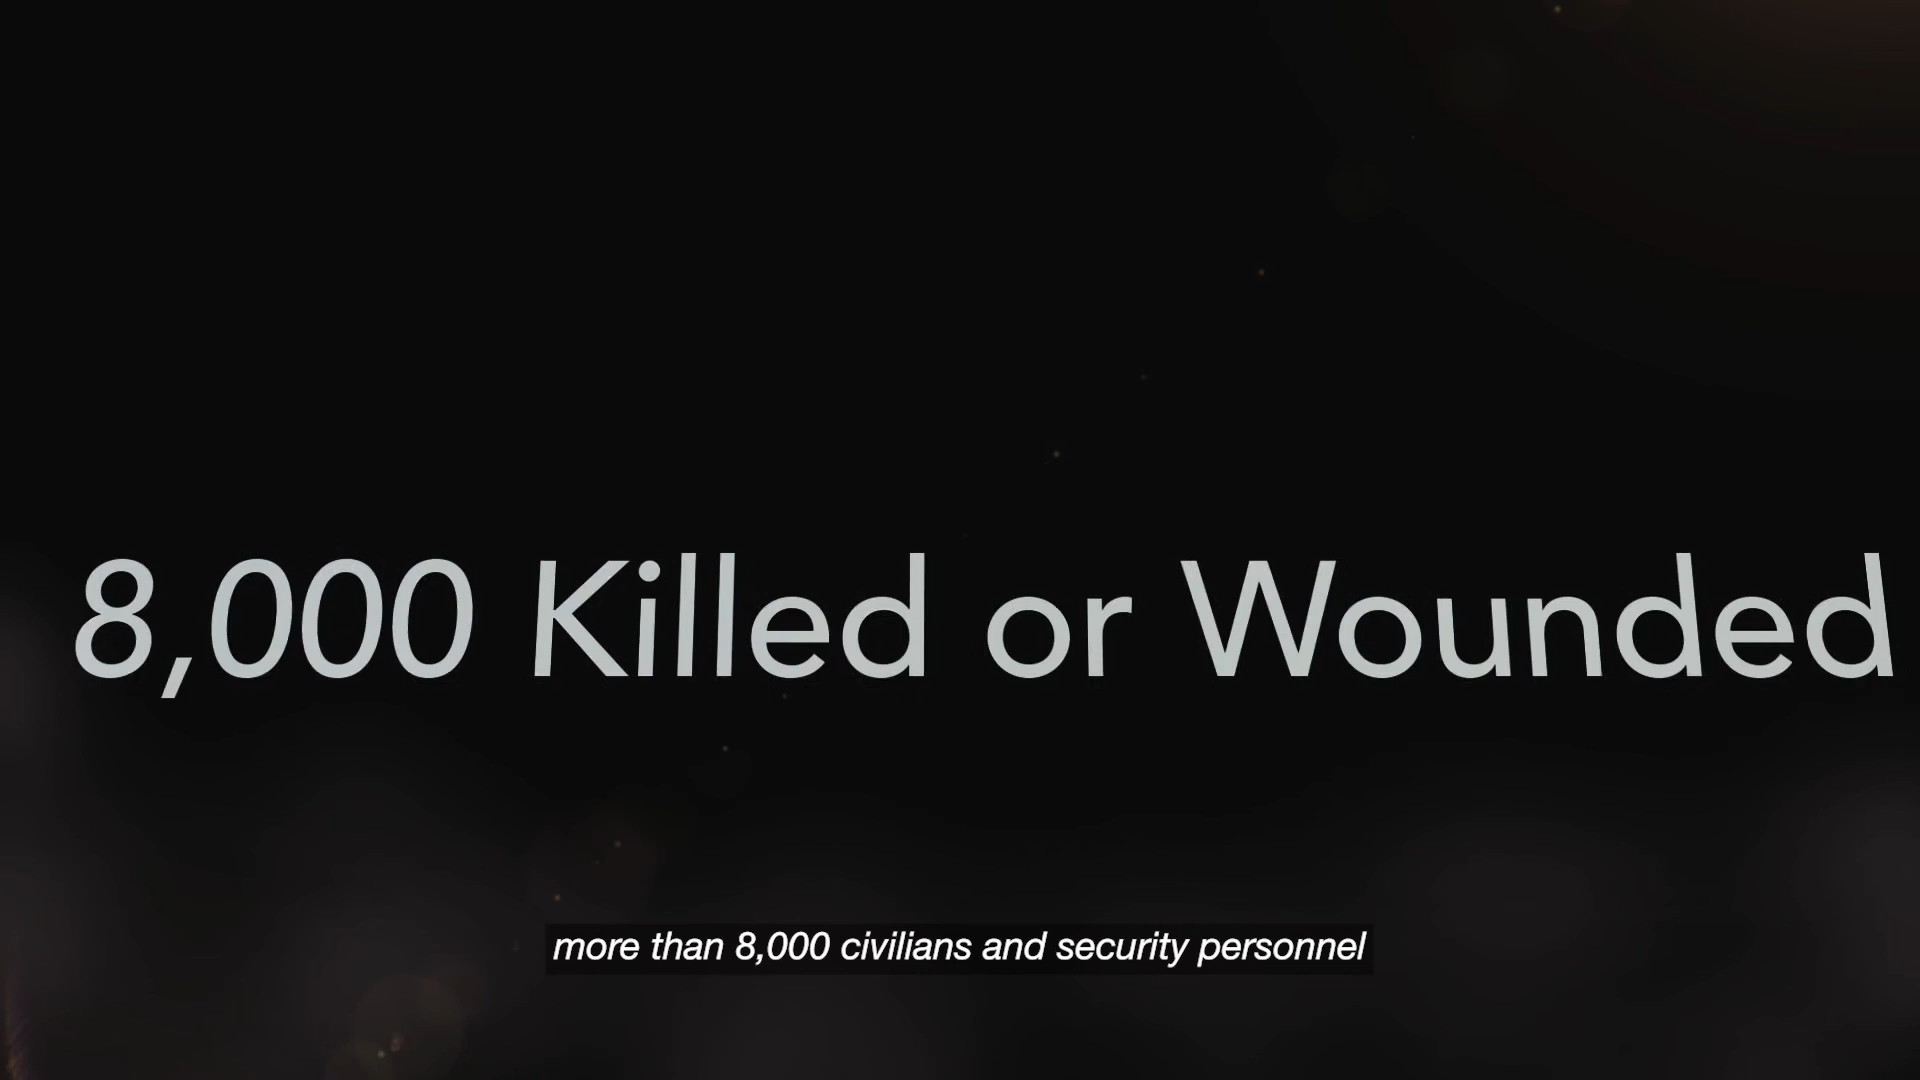 8,000 Killed or Wounded
more than 8,000 civilians and security personnel